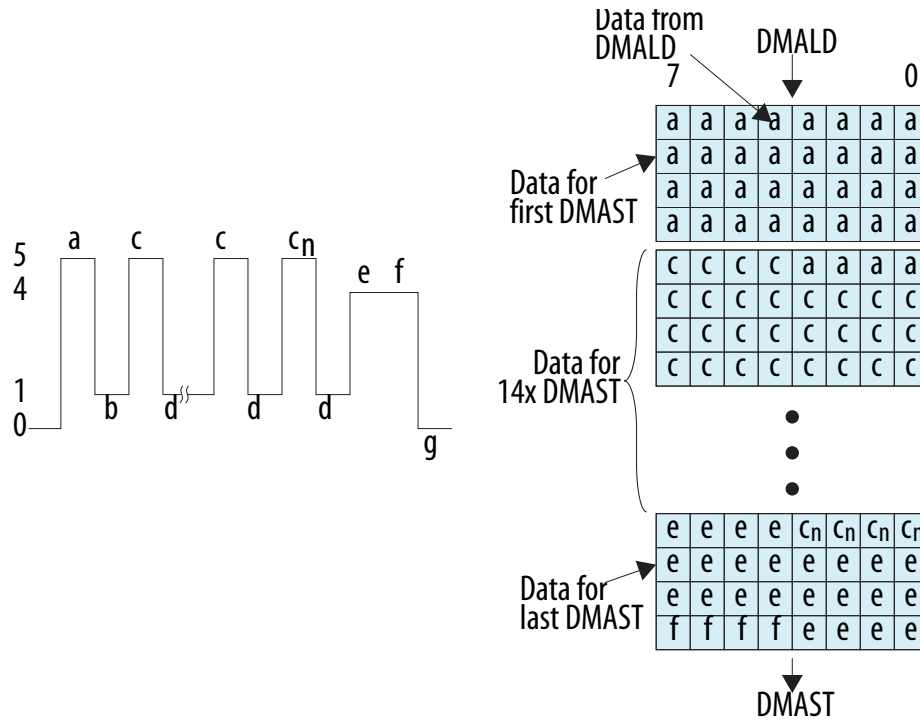 a c c cn
5
4
e f
1
0
b d d d
g
Data from
DMALD
DMALD
7 0
a a a a a a a a
a a a a a a a a
a a a a a a a a
a a a a a a a a
Data for
first DMAST
c c c c a a a a
c c c c c c c c
c c c c c c c c
c c c c c c c c
Data for
14x DMAST
e e e e cn cn cn cn
e e e e e e e e
e e e e e e e e
f f f f e e e e
Data for
last DMAST
DMAST